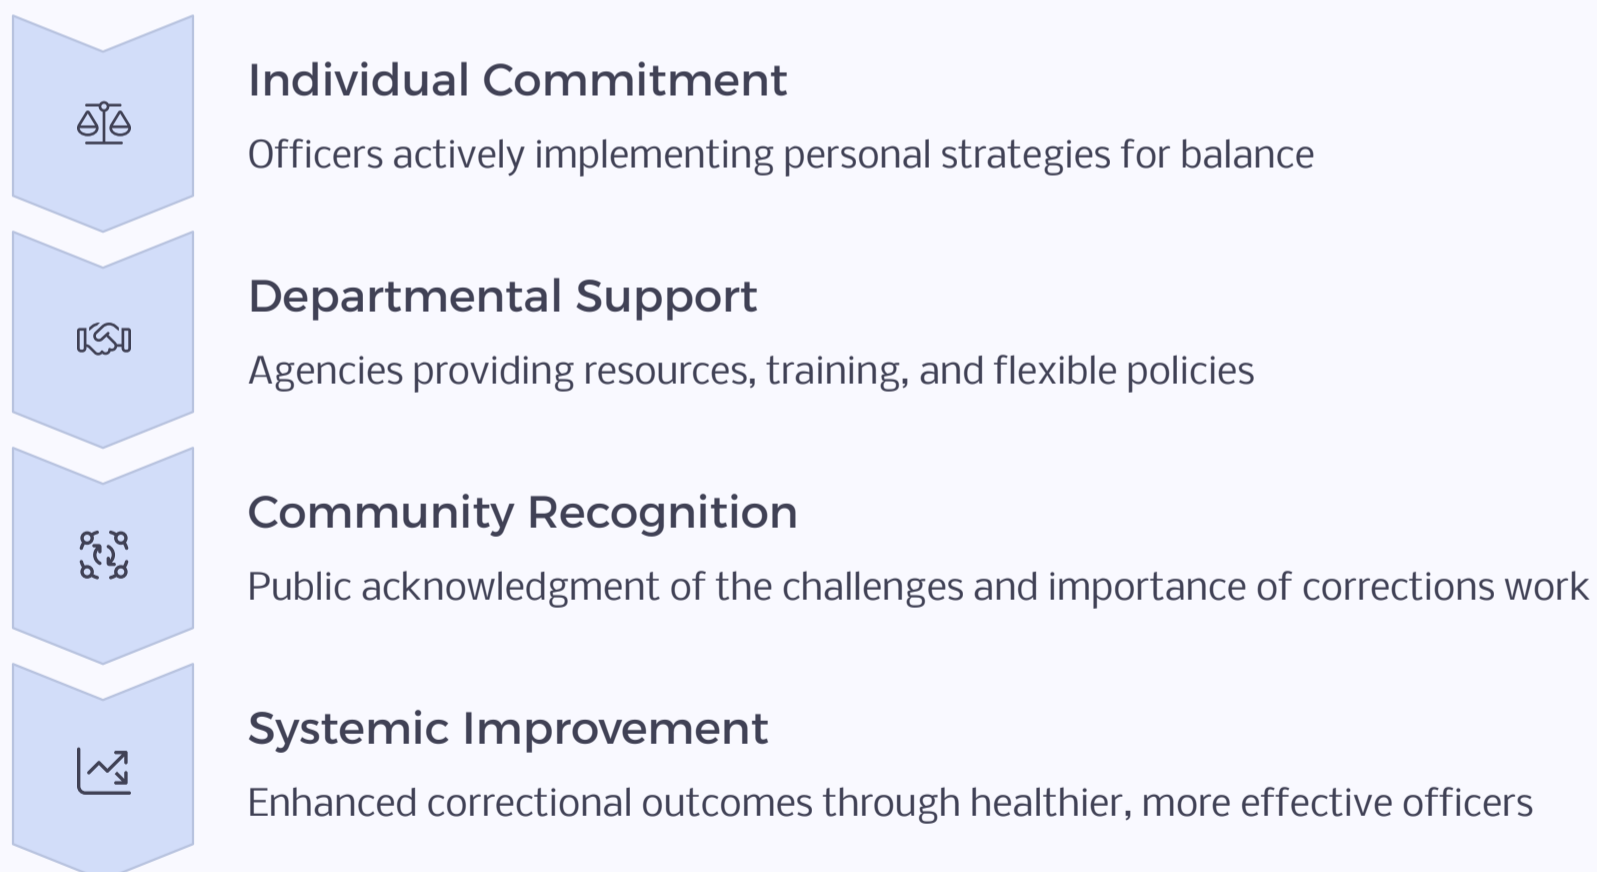 Individual Commitment
Officers actively implementing personal strategies for balance
Departmental Support
Agencies providing resources, training, and flexible policies
Community Recognition
Public acknowledgment of the challenges and importance of corrections work
Systemic Improvement
Enhanced correctional outcomes through healthier, more effective officers